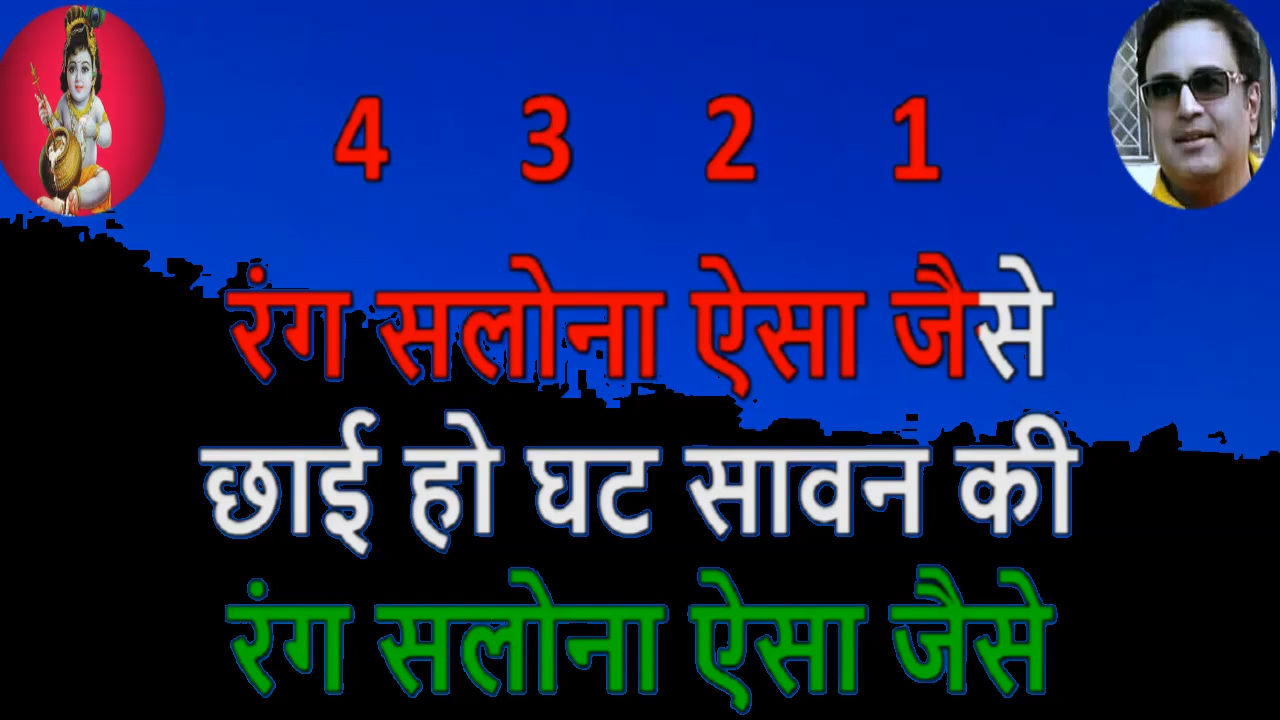 4 3 2 1
रंग सलोना ऐसा जैसे
छाई हो घट सावन की
रंग सलोना ऐसा जैसे